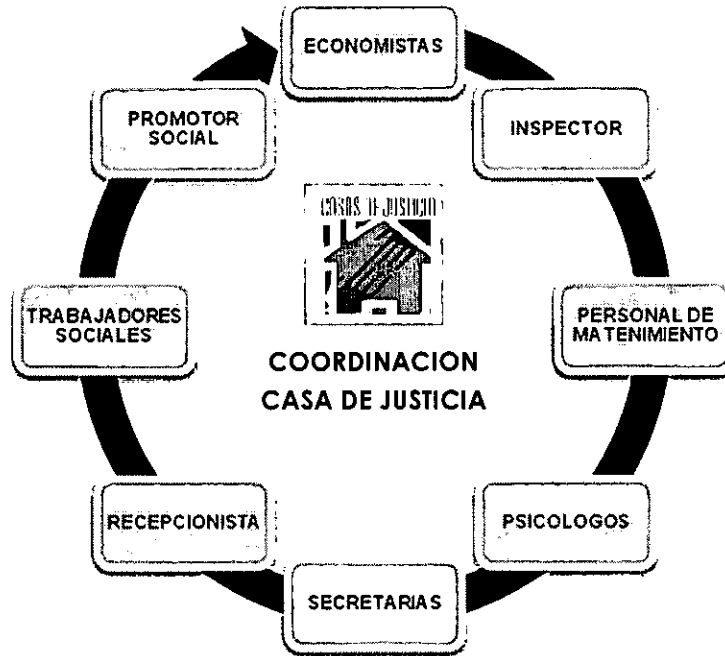 ECONOMISTAS
INSPECTOR
PERSONAL DE
MATENIMIENTO
PSICOLOGOS
SECRETARIAS
RECEPCIONISTA
TRABAJADORES
SOCIALES
PROMOTOR
SOCIAL
CASAS DE JUSTICIA
COORDINACION
CASA DE JUSTICIA